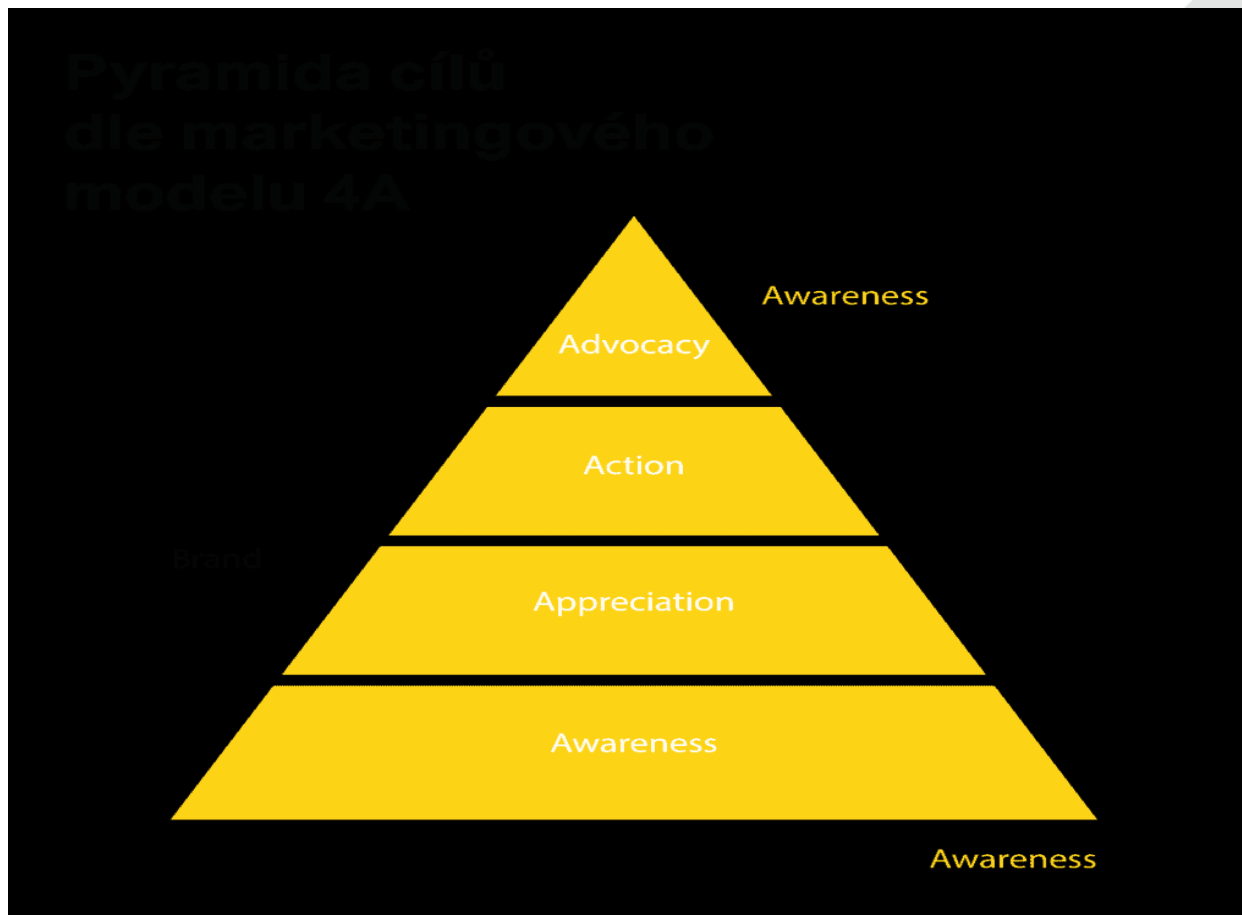 Pyramida cílů
dle marketingového
modelu 4A
Awareness
Advocacy
Action
Brand
Appreciation
Awareness
Awareness